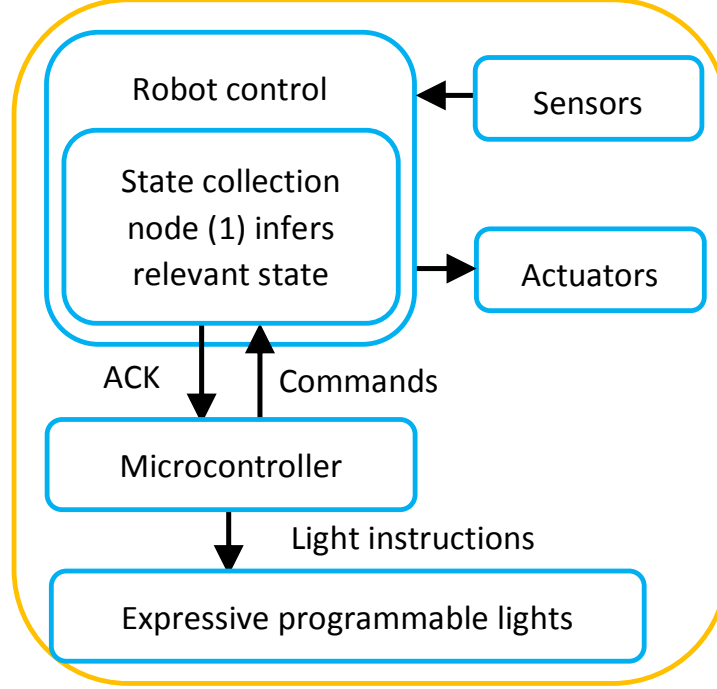 Robot control
Sensors
State collection
node (1) infers
relevant state
Actuators
ACK
Commands
Microcontroller
Light instructions
Expressive programmable lights